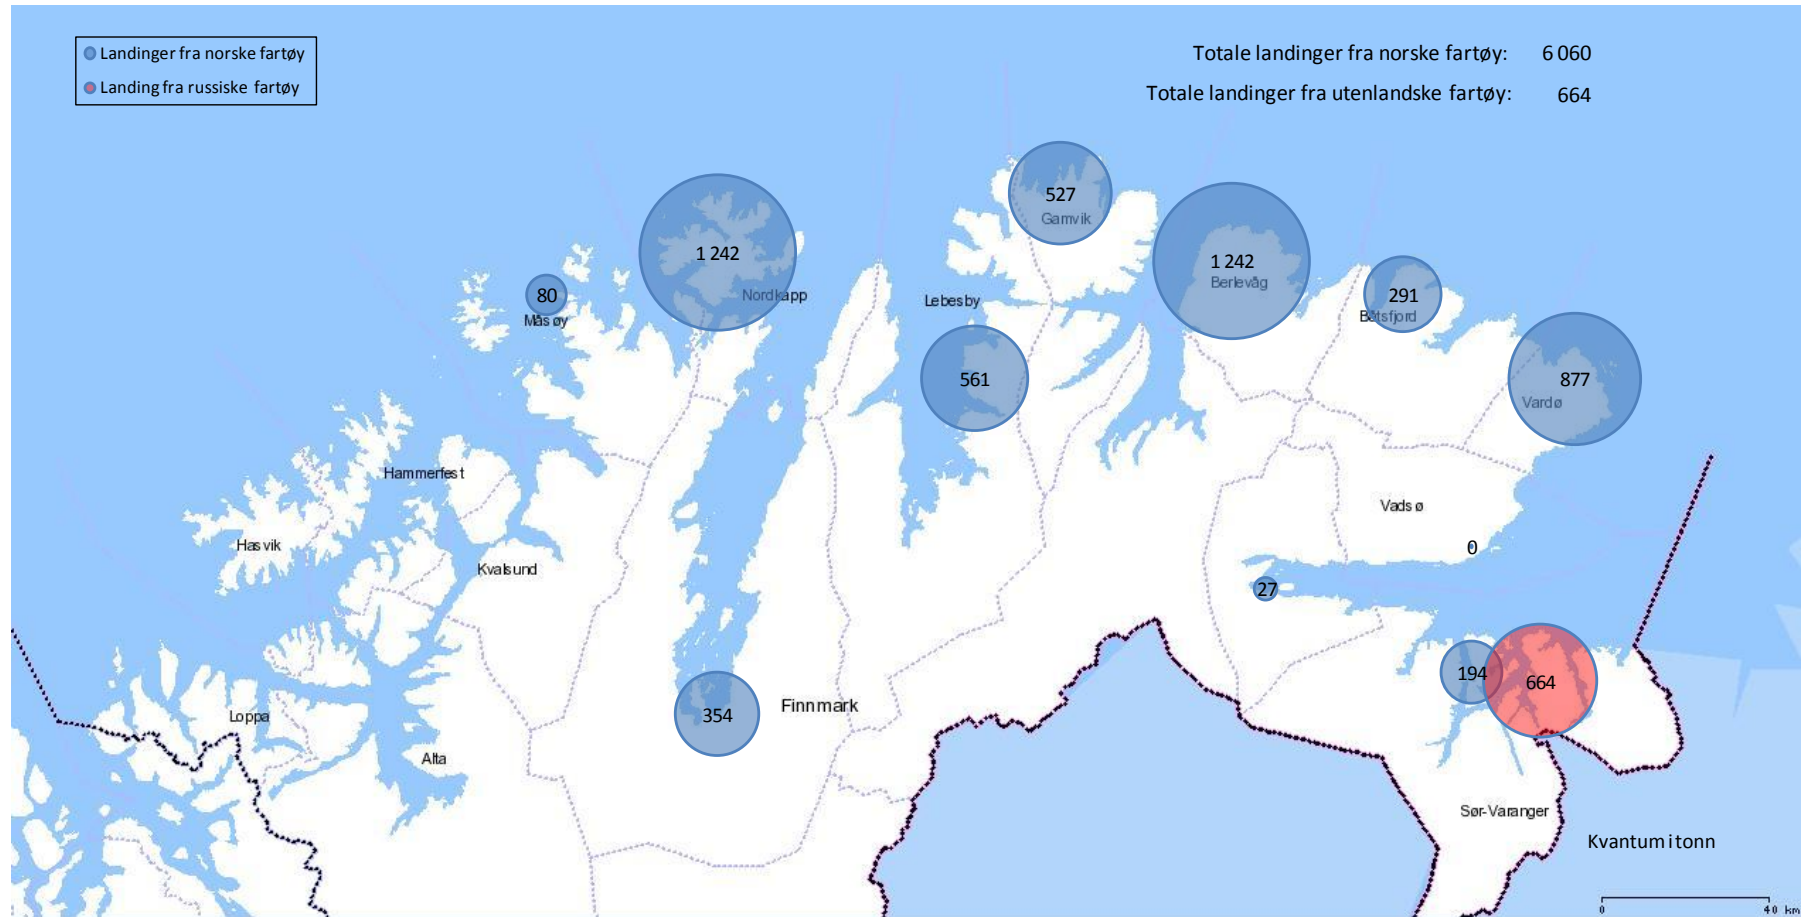 Landinger fra norske fartøy
Landing fra russiske fartøy
Totale landinger fra norske fartøy: 6 060
Totale landinger fra utenlandske fartøy: 664
527
Gamvik
1 242
Nordkapp
1 242
Berlevåg
80
Måsøy
Lebesby
291
Båtsfjord
561
877
Vardø
Hammerfest
Vadsø
Hasvik
0
Kvalsund
27
194
664
354
Finnmark
Loppa
Alta
Sør-Varanger
Kvantum i tonn
0 40 km